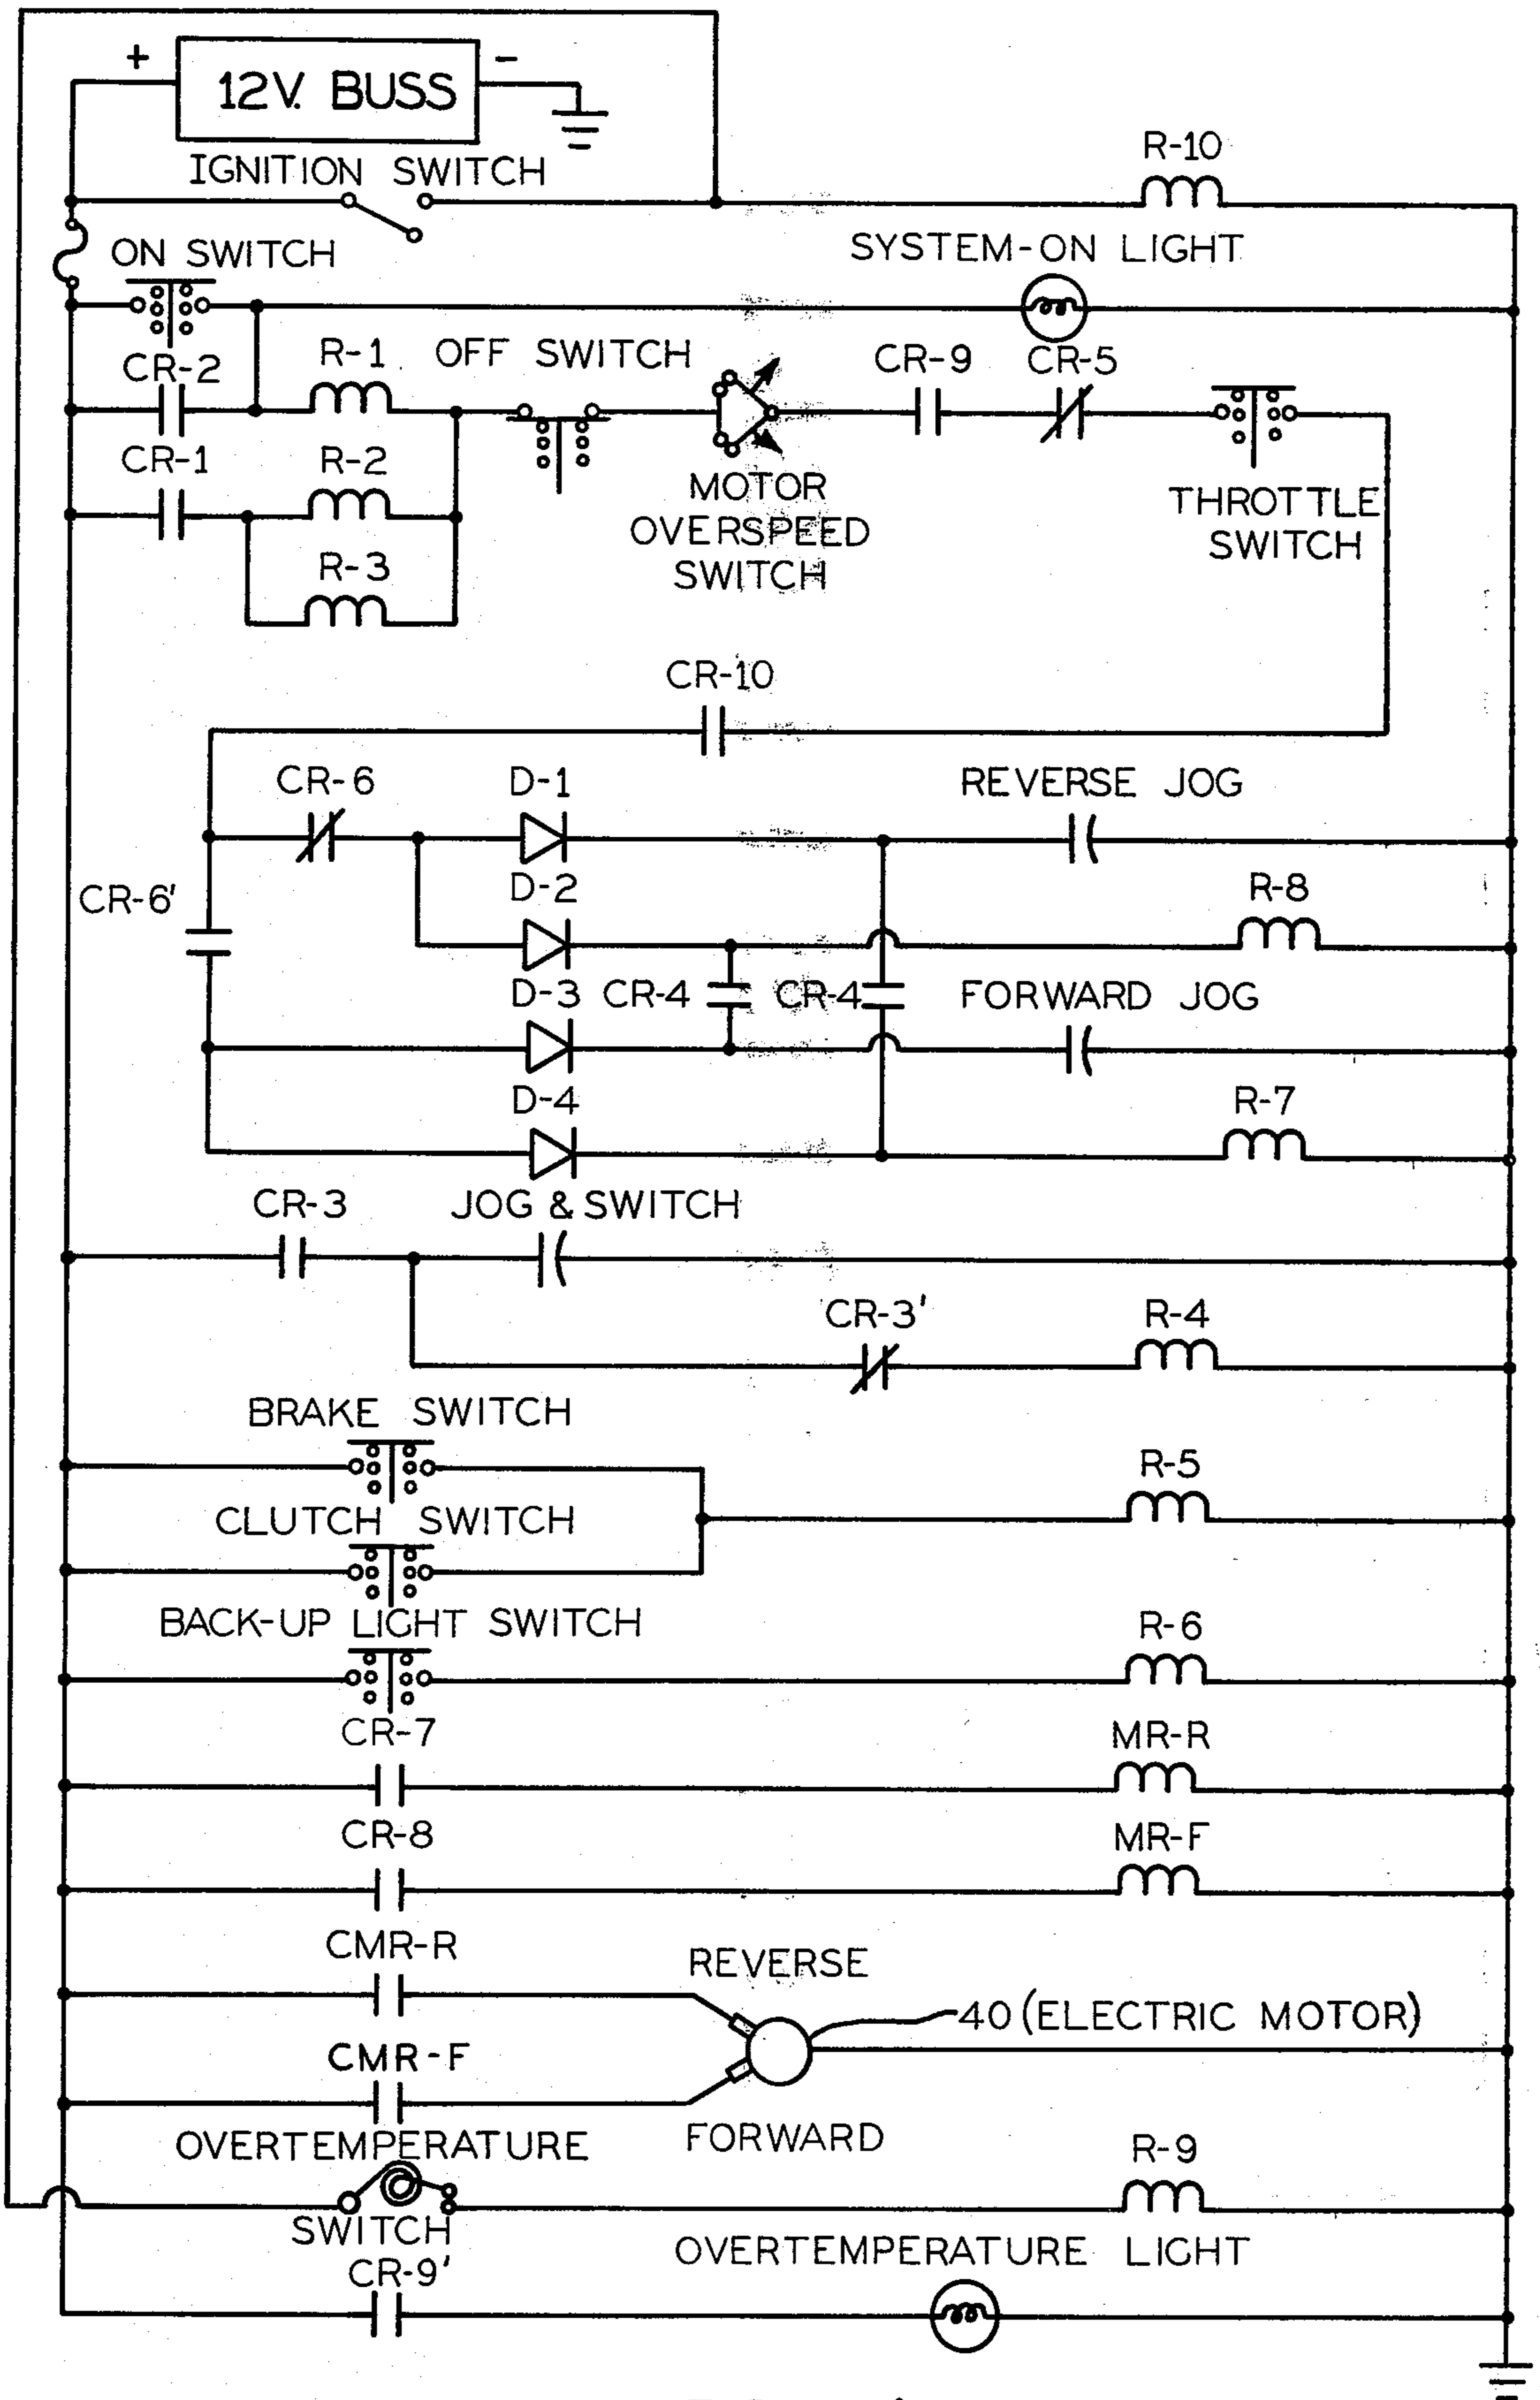 + 12V. BUSS -
IGNITION SWITCH
R-10
ON SWITCH
SYSTEM-ON LIGHT
CR-2
R-1
OFF SWITCH
CR-9
CR-5
CR-1
R-2
MOTOR
OVERSPEED
SWITCH
THROTTLE
SWITCH
R-3
CR-10
CR-6
D-1
REVERSE JOG
CR-6'
D-2
R-8
D-3
CR-4
CR-4
FORWARD JOG
D-4
R-7
CR-3
JOG & SWITCH
CR-3'
R-4
BRAKE SWITCH
R-5
CLUTCH SWITCH
BACK-UP LIGHT SWITCH
R-6
CR-7
MR-R
CR-8
MR-F
CMR-R
REVERSE
40 (ELECTRIC MOTOR)
CMR-F
FORWARD
OVERTEMPERATURE
SWITCH
R-9
OVERTEMPERATURE LIGHT
CR-9'